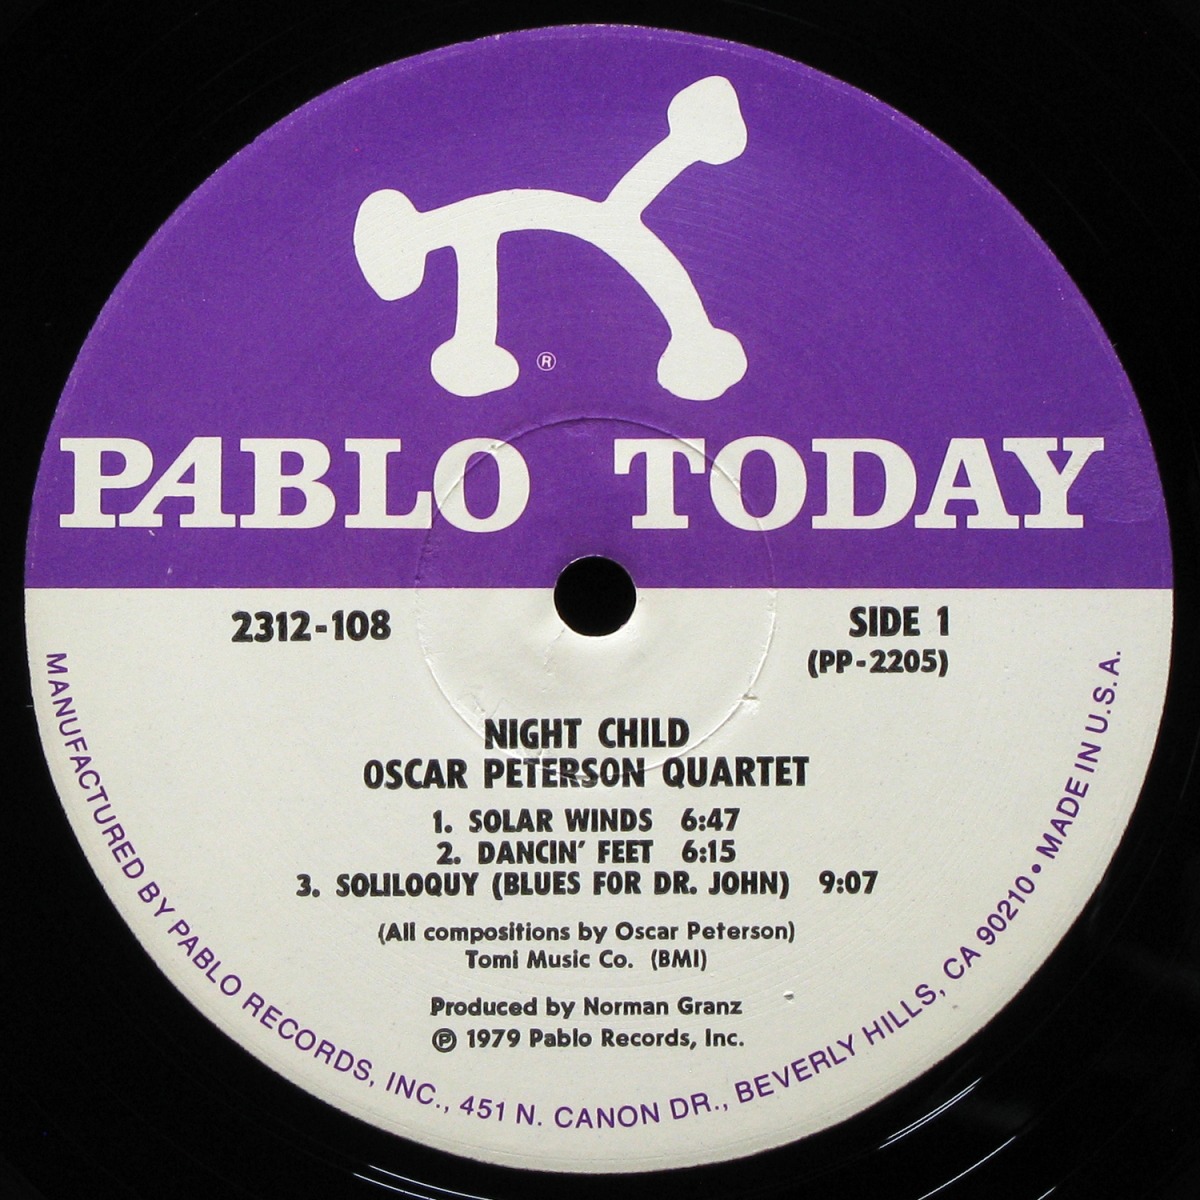 ®
PABLO TODAY
2312-108
SIDE 1
(PP-2205)
NIGHT CHILD
OSCAR PETERSON QUARTET
1. SOLAR WINDS 6:47
2. DANCIN' FEET 6:15
3. SOLILOQUY (BLUES FOR DR. JOHN) 9:07
(All compositions by Oscar Peterson)
Tomi Music Co. (BMI)
Produced by Norman Granz
℗ 1979 Pablo Records, Inc.
MANUFACTURED BY PABLO RECORDS, INC., 451 N. CANON DR., BEVERLY HILLS, CA 90210 • MADE IN U.S.A.